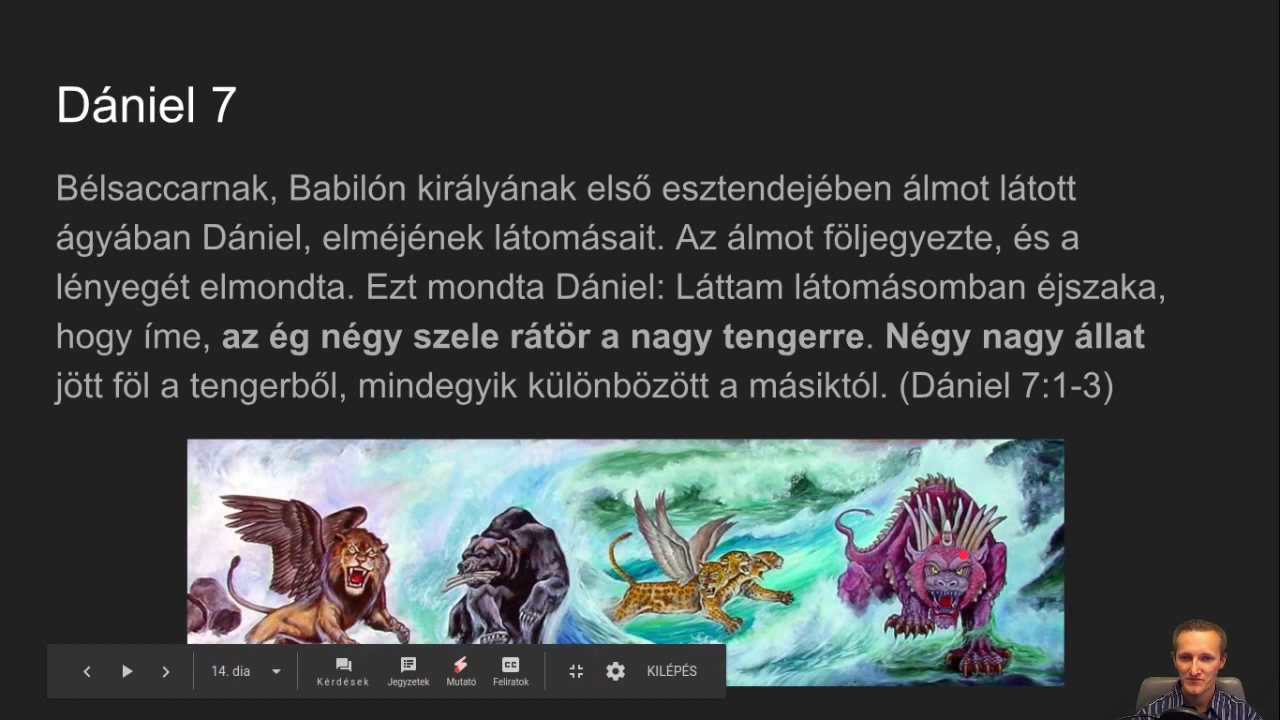 Dániel 7
Bélsaccarnak, Babilón királyának első esztendejében álmot látott
ágyában Dániel, elméjének látomásait. Az álmot följegyezte, és a
lényegét elmondta. Ezt mondta Dániel: Láttam látomásomban éjszaka,
hogy íme, az ég négy szele rátör a nagy tengerre. Négy nagy állat
jött föl a tengerből, mindegyik különbözött a másiktól. (Dániel 7:1-3)
14. dia
Kérdések
Jegyzetek
Mutató
CC
Feliratok
KILÉPÉS